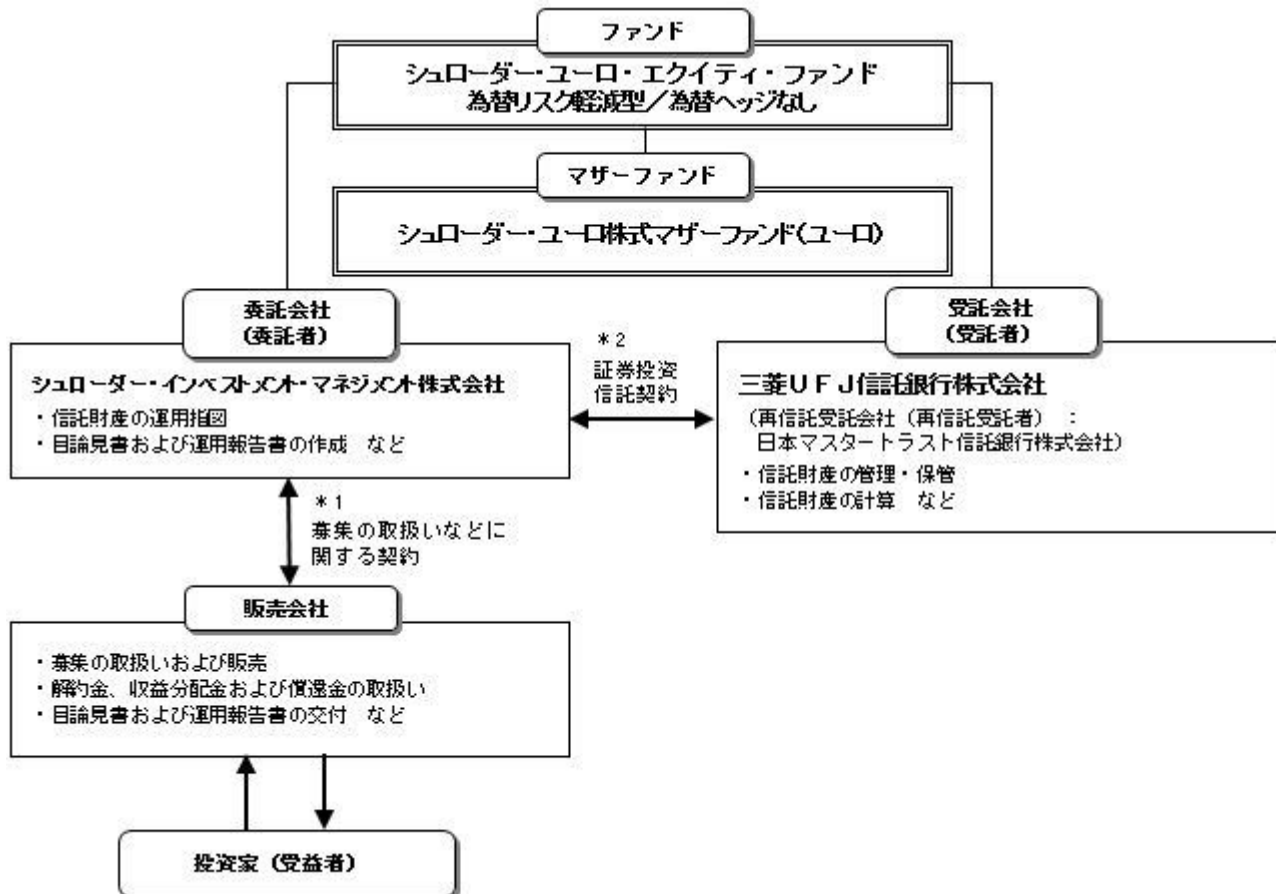 ファンド
シュローダー・ユーロ・エクイティ・ファンド
為替リスク軽減型／為替ヘッジなし
マザーファンド
シュローダー・ユーロ株式マザーファンド(ユーロ)
委託会社
(委託者)
シュローダー・インベストメント・マネジメント株式会社
・信託財産の運用指図
・目論見書および運用報告書の作成　など
＊2
証券投資
信託契約
受託会社
(受託者)
三菱ＵＦＪ信託銀行株式会社
(再信託受託会社（再信託受託者）：
日本マスタートラスト信託銀行株式会社)
・信託財産の管理・保管
・信託財産の計算　など
＊1
募集の取扱いなどに
関する契約
販売会社
・募集の取扱いおよび販売
・解約金、収益分配金および償還金の取扱い
・目論見書および運用報告書の交付　など
投資家（受益者）